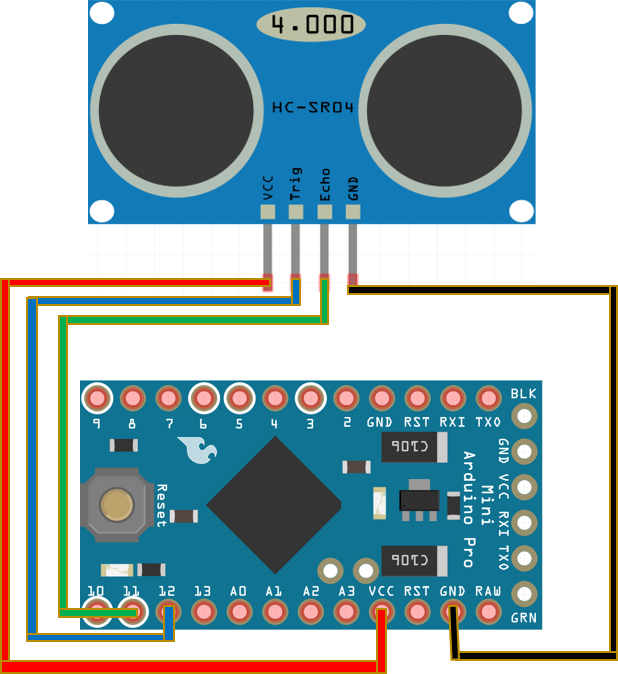 4.000
HC-SR04
VCC
Trig
Echo
GND
9 8 7 6 5 4 3 2 GND RST RXI TXO
BLK
GND
VCC
RXI
TXO
GRN
Reset
Arduino Pro
Mini
10 11 12 13 A0 A1 A2 A3 VCC RST GND RAW